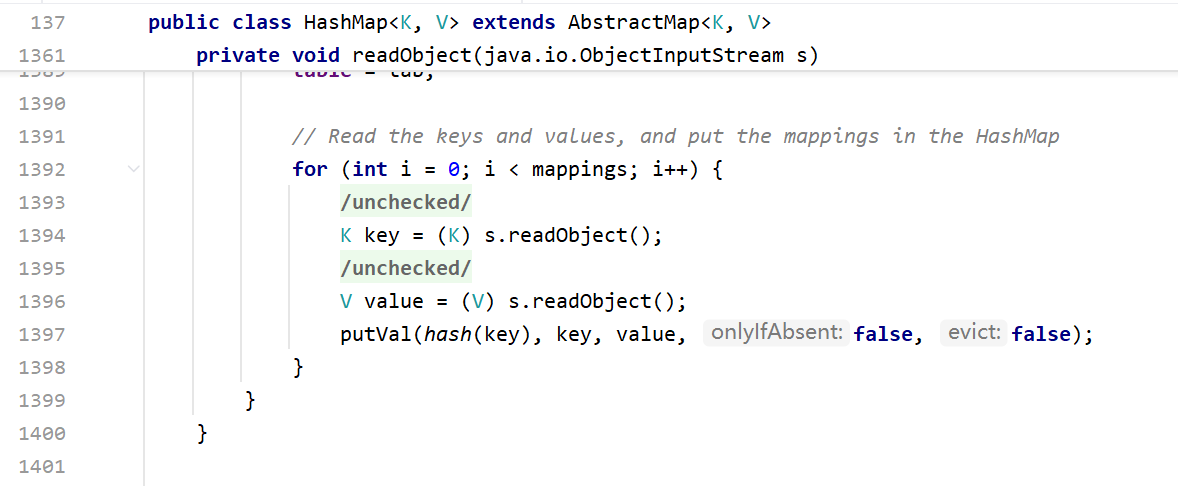 137 public class HashMap<K, V> extends AbstractMap<K, V>
1361 private void readObject(java.io.ObjectInputStream s)
1389 table = tab;
1390
1391 // Read the keys and values, and put the mappings in the HashMap
1392 for (int i = 0; i < mappings; i++) {
1393 /unchecked/
1394 K key = (K) s.readObject();
1395 /unchecked/
1396 V value = (V) s.readObject();
1397 putVal(hash(key), key, value, onlyIfAbsent: false, evict: false);
1398 }
1399 }
1400 }
1401